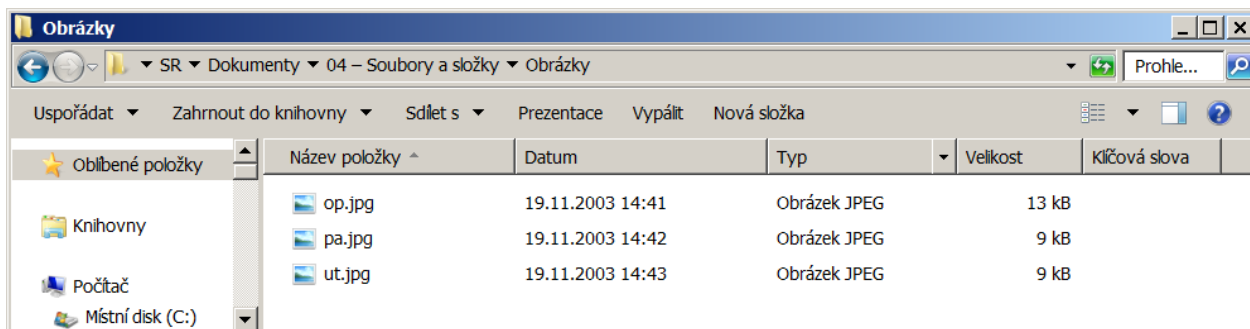 Obrázky
SR Dokumenty 04 – Soubory a složky Obrázky Prohle...
Uspořádat Zahrnout do knihovny Sdílet s Prezentace Vypálit Nová složka
Oblíbené položky Název položky Datum Typ Velikost Klíčová slova
op.jpg 19.11.2003 14:41 Obrázek JPEG 13 kB
Knihovny
pa.jpg 19.11.2003 14:42 Obrázek JPEG 9 kB
ut.jpg 19.11.2003 14:43 Obrázek JPEG 9 kB
Počítač
Místní disk (C:)